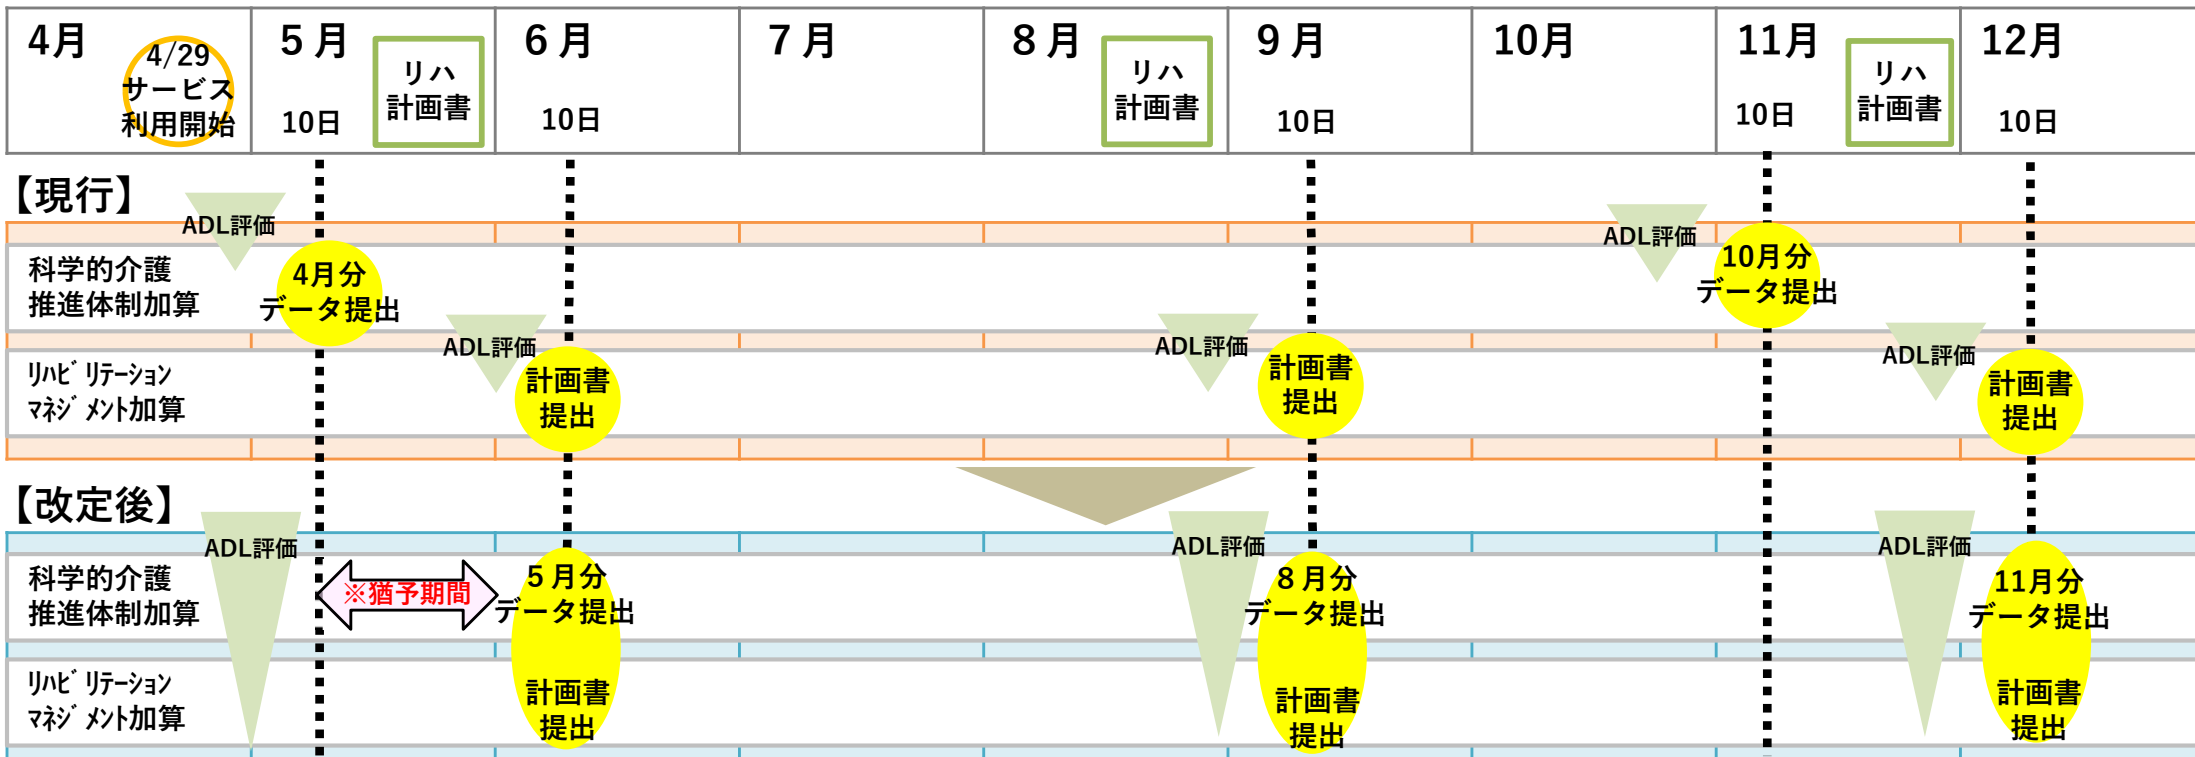 4月
4/29
サービス
利用開始
5月
10日
リハ
計画書
6月
10日
7月
8月
リハ
計画書
9月
10日
10月
11月
10日
リハ
計画書
12月
10日
【現行】
ADL評価
ADL評価
科学的介護
推進体制加算
4月分
データ提出
10月分
データ提出
ADL評価
ADL評価
ADL評価
ﾘﾊﾋﾞﾘﾃｰｼｮﾝ
ﾏﾈｼﾞﾒﾝﾄ加算
計画書
提出
計画書
提出
計画書
提出
【改定後】
ADL評価
ADL評価
ADL評価
科学的介護
推進体制加算
※猶予期間
5月分
データ提出
8月分
データ提出
11月分
データ提出
ﾘﾊﾋﾞﾘﾃｰｼｮﾝ
ﾏﾈｼﾞﾒﾝﾄ加算
計画書
提出
計画書
提出
計画書
提出